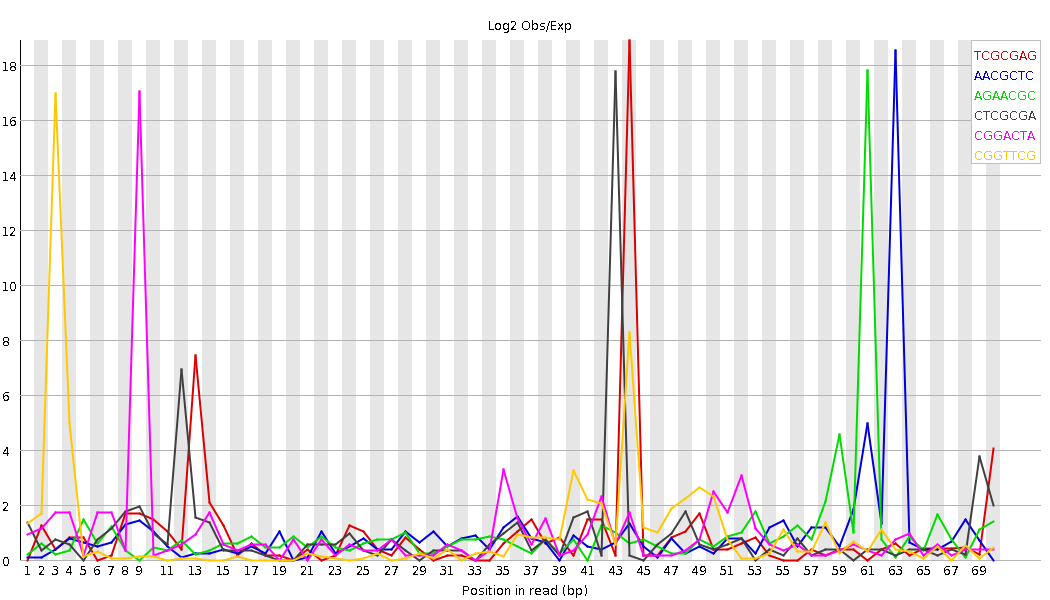 Log2 Obs/Exp
TCGCGAG
AACGCTC
AGAACGC
CTCGCGA
CGGACTA
CGGTTCG
18
16
14
12
10
8
6
4
2
0
1 2 3 4 5 6 7 8 9 11 13 15 17 19 21 23 25 27 29 31 33 35 37 39 41 43 45 47 49 51 53 55 57 59 61 63 65 67 69
Position in read (bp)